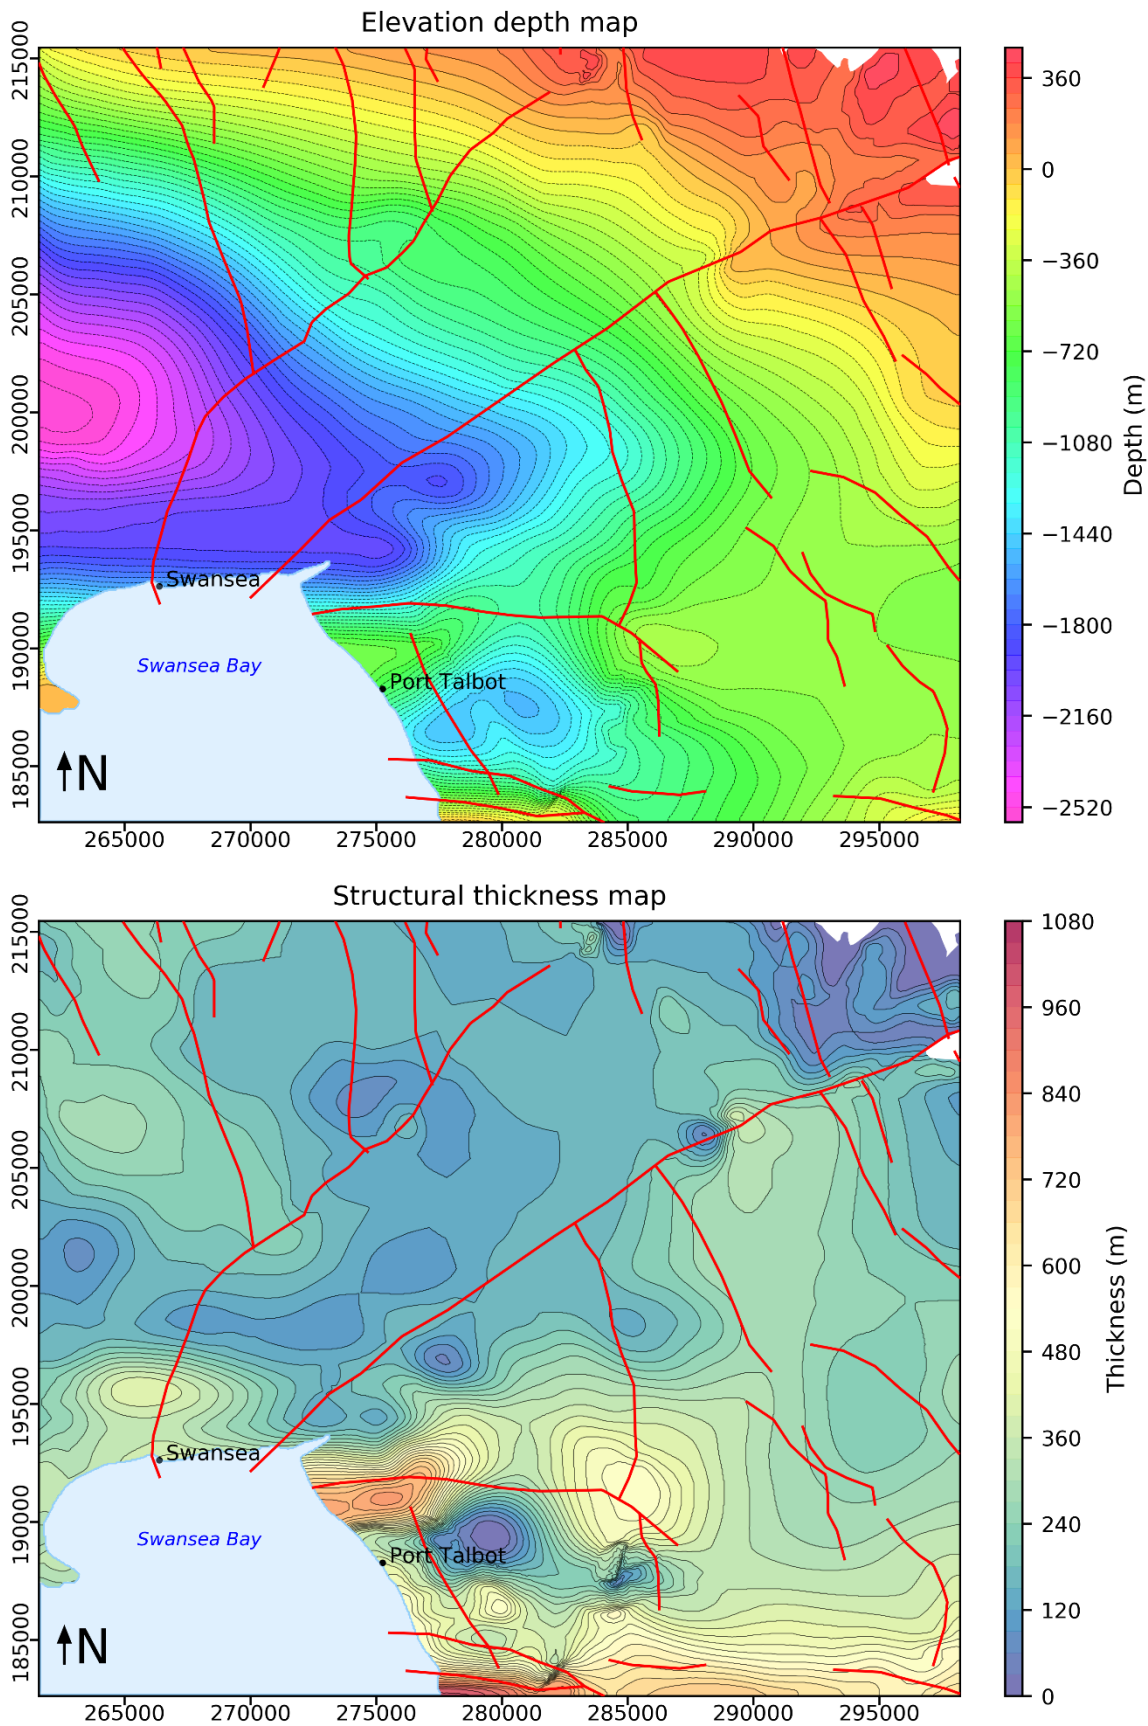 Elevation depth map
215000
210000
205000
200000
195000
190000
185000
Swansea
Swansea Bay
Port Talbot
N
265000 270000 275000 280000 285000 290000 295000
360
0
−360
−720
−1080
−1440
−1800
−2160
−2520
Depth (m)
Structural thickness map
215000
210000
205000
200000
195000
190000
185000
Swansea
Swansea Bay
Port Talbot
N
265000 270000 275000 280000 285000 290000 295000
1080
960
840
720
600
480
360
240
120
0
Thickness (m)